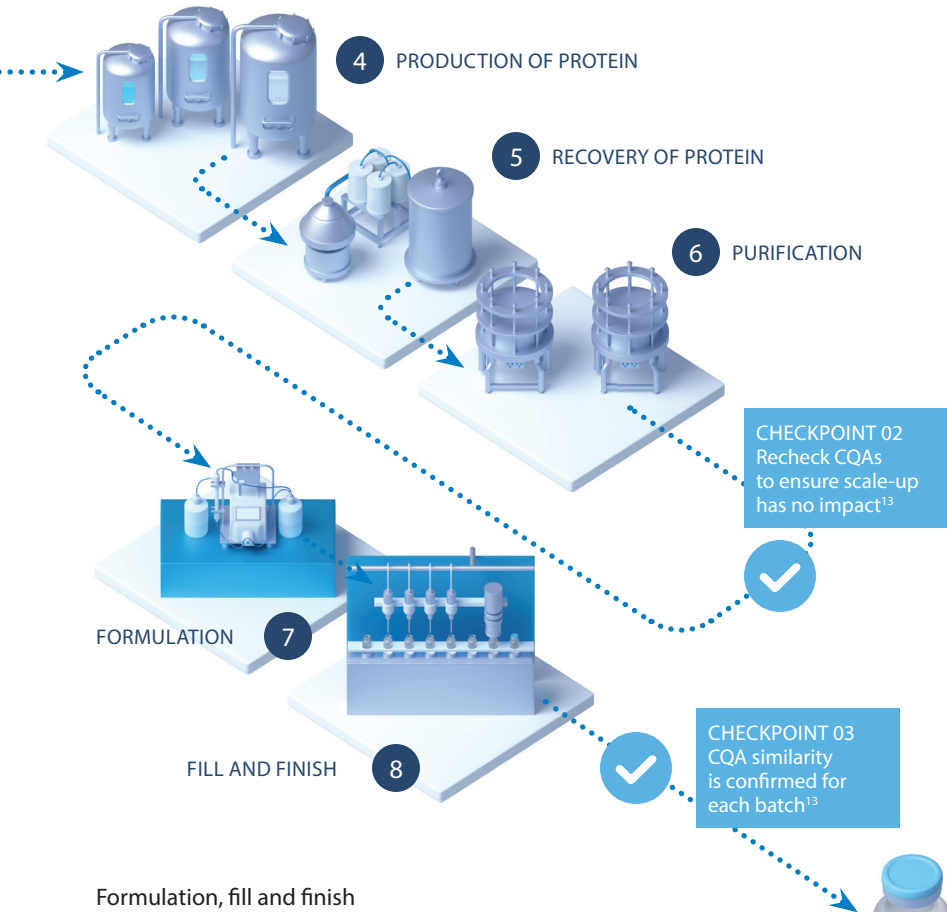 4 PRODUCTION OF PROTEIN
5 RECOVERY OF PROTEIN
6 PURIFICATION
CHECKPOINT 02
Recheck CQAs
to ensure scale-up
has no impact¹³
FORMULATION 7
FILL AND FINISH 8
CHECKPOINT 03
CQA similarity
is confirmed for
each batch¹³
Formulation, fill and finish